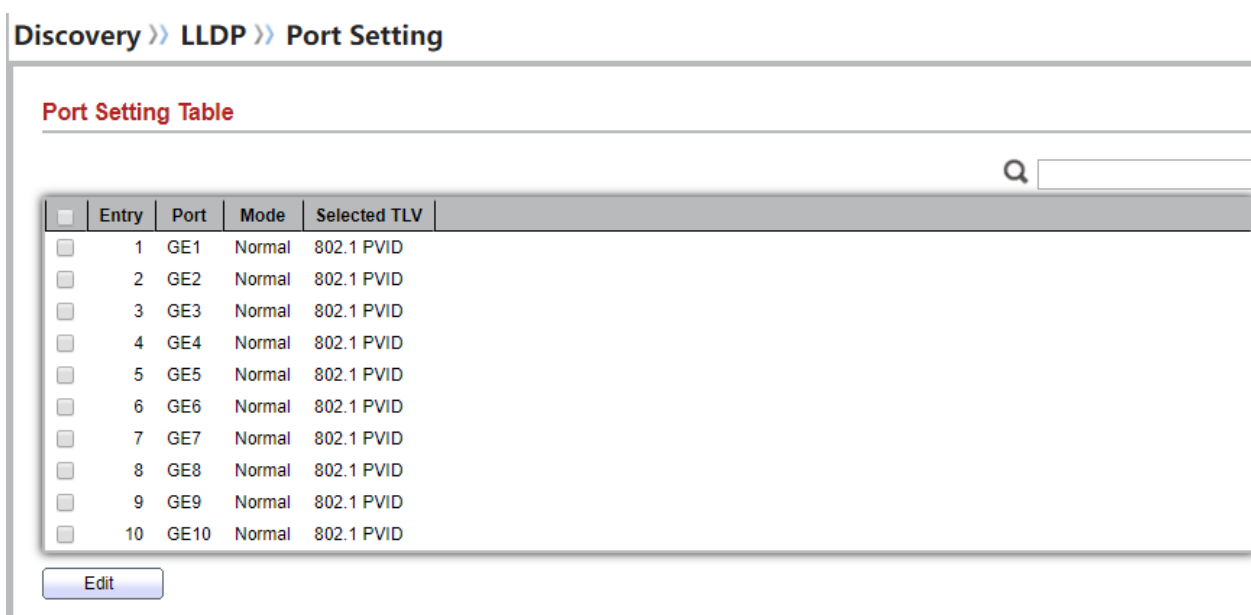 Discovery 》 LLDP 》 Port Setting
Port Setting Table
Entry Port Mode Selected TLV
1 GE1 Normal 802.1 PVID
2 GE2 Normal 802.1 PVID
3 GE3 Normal 802.1 PVID
4 GE4 Normal 802.1 PVID
5 GE5 Normal 802.1 PVID
6 GE6 Normal 802.1 PVID
7 GE7 Normal 802.1 PVID
8 GE8 Normal 802.1 PVID
9 GE9 Normal 802.1 PVID
10 GE10 Normal 802.1 PVID
Edit